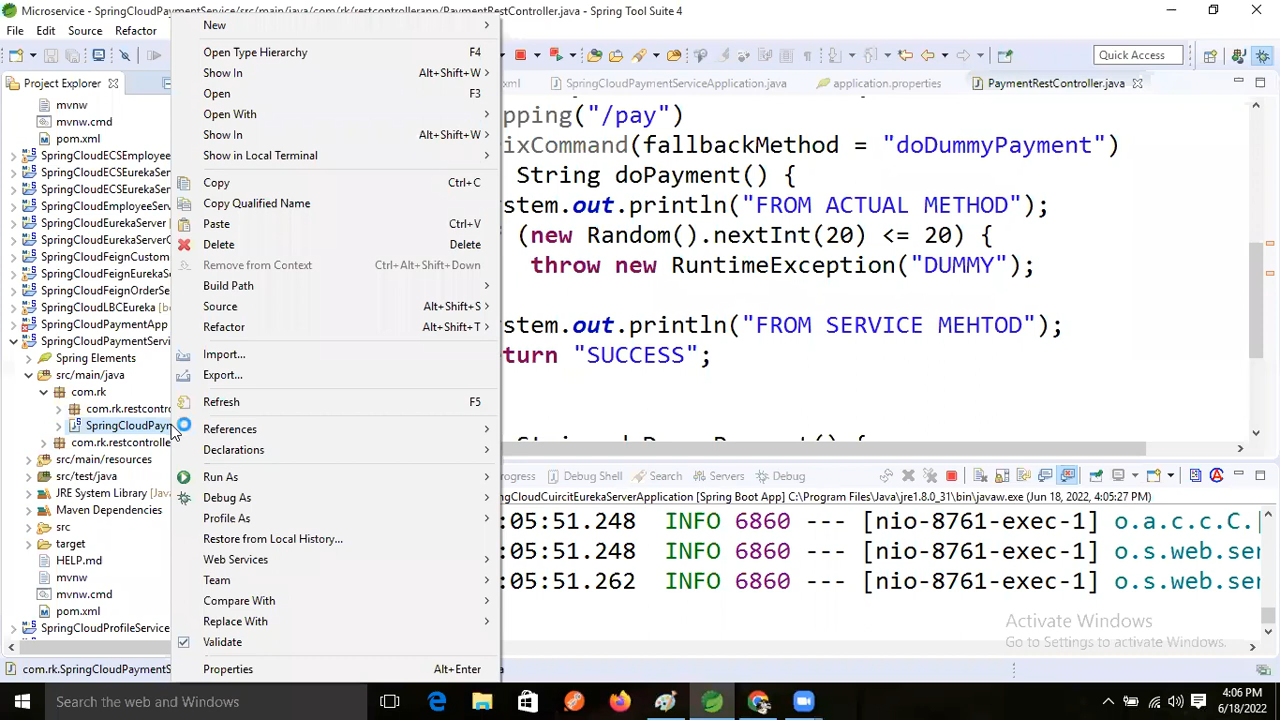 Microservice - SpringCloudPaymentService/src/main/java/com/rk/restcontrollerapp/PaymentRestController.java - Spring Tool Suite 4
File Edit Source Refactor
Quick Access
Project Explorer
xml SpringCloudPaymentServiceApplication.java application.properties PaymentRestController.java
mvnw
mvnw.cmd
pom.xml
SpringCloudECSEmployee
SpringCloudECSEurekaSer
SpringCloudECSEurekaSer
SpringCloudEmployeeServ
SpringCloudEurekaServer
SpringCloudEurekaServerC
SpringCloudFeignCustom
SpringCloudFeignEurekaS
SpringCloudFeignOrderSe
SpringCloudLBCEureka [b
SpringCloudPaymentApp
SpringCloudPaymentServi
Spring Elements
src/main/java
com.rk
com.rk.restcontro
SpringCloudPaym
com.rk.restcontrolle
src/main/resources
src/test/java
JRE System Library [Java
Maven Dependencies
src
target
HELP.md
mvnw
mvnw.cmd
pom.xml
SpringCloudProfileService
com.rk.SpringCloudPaymentS
New
Open Type Hierarchy F4
Show In Alt+Shift+W
Open F3
Open With
Show In Alt+Shift+W
Show in Local Terminal
Copy Ctrl+C
Copy Qualified Name
Paste Ctrl+V
Delete Delete
Remove from Context Ctrl+Alt+Shift+Down
Build Path
Source Alt+Shift+S
Refactor Alt+Shift+T
Import...
Export...
Refresh F5
References
Declarations
Run As
Debug As
Profile As
Restore from Local History...
Web Services
Team
Compare With
Replace With
Validate
Properties Alt+Enter
pping("/pay")
ixCommand(fallbackMethod = "doDummyPayment")
String doPayment() {
stem.out.println("FROM ACTUAL METHOD");
(new Random().nextInt(20) <= 20) {
throw new RuntimeException("DUMMY");
stem.out.println("FROM SERVICE MEHTOD");
turn "SUCCESS";
ogress Debug Shell Search Servers Debug
ngCloudCuircitEurekaServerApplication [Spring Boot App] C:\Program Files\Java\jre1.8.0_31\bin\javaw.exe (Jun 18, 2022, 4:05:27 PM)
:05:51.248 INFO 6860 --- [nio-8761-exec-1] o.a.c.c.C.
:05:51.248 INFO 6860 --- [nio-8761-exec-1] o.s.web.ser
:05:51.262 INFO 6860 --- [nio-8761-exec-1] o.s.web.ser
Activate Windows
Go to Settings to activate Windows.
Search the web and Windows
4:06 PM
6/18/2022